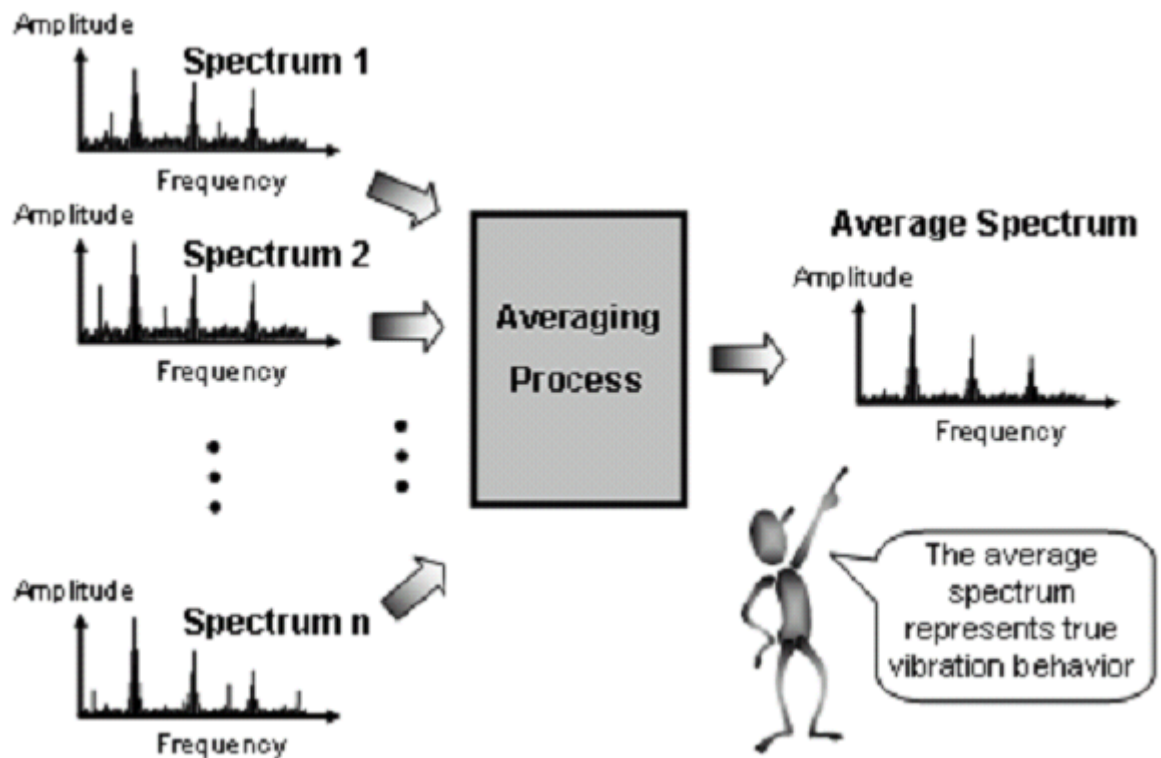 Amplitude
Spectrum 1
Frequency
Amplitude
Spectrum 2
Frequency
Amplitude
Spectrum n
Frequency
Averaging
Process
Average Spectrum
Amplitude
Frequency
The average
spectrum
represents true
vibration behavior